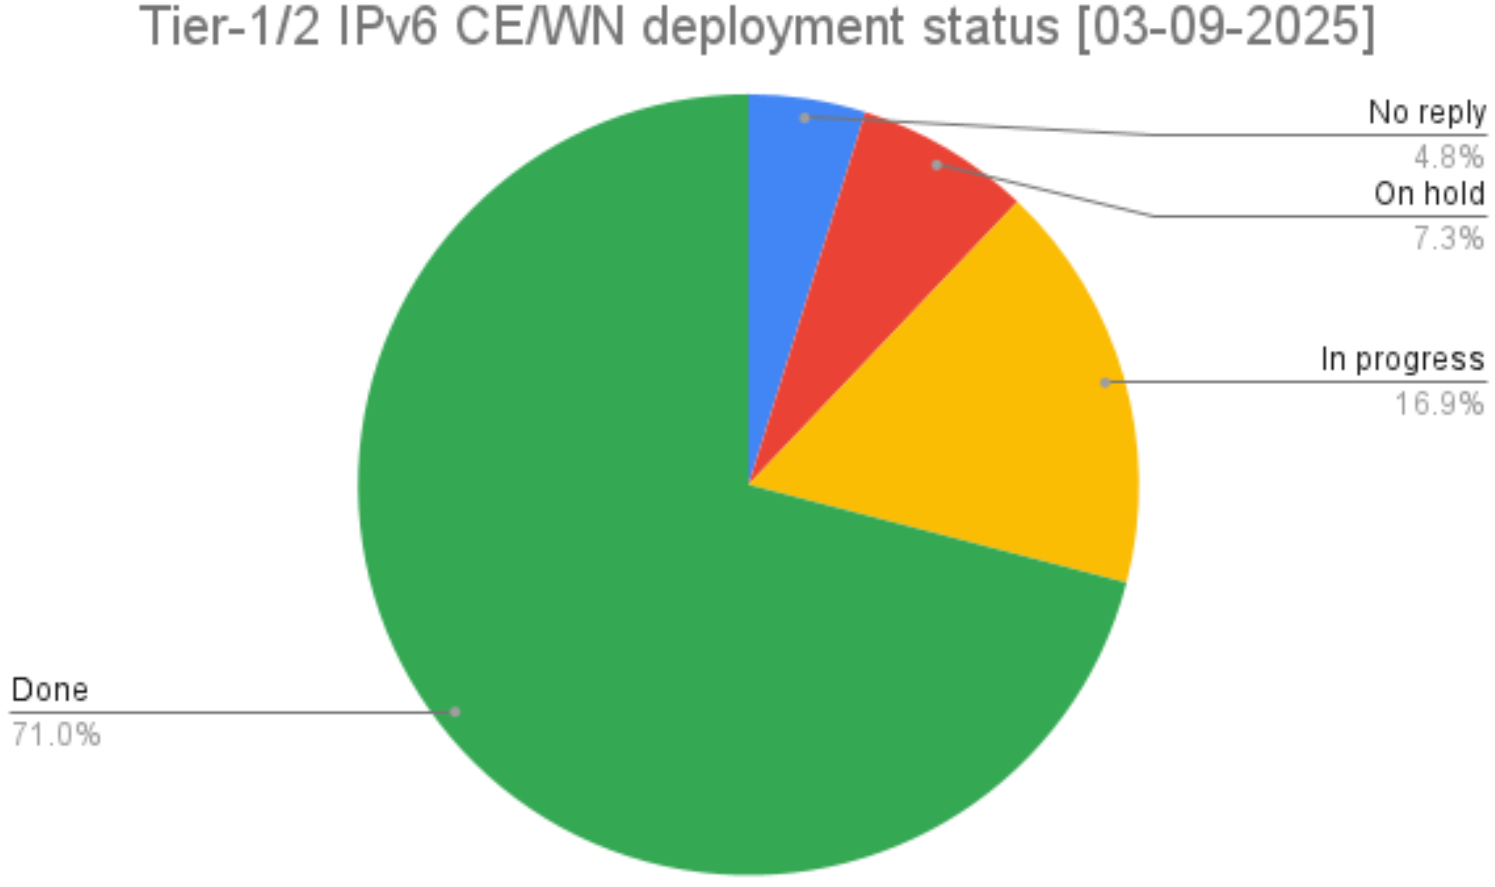 Tier-1/2 IPv6 CE/WN deployment status [03-09-2025]
No reply
4.8%
On hold
7.3%
In progress
16.9%
Done
71.0%